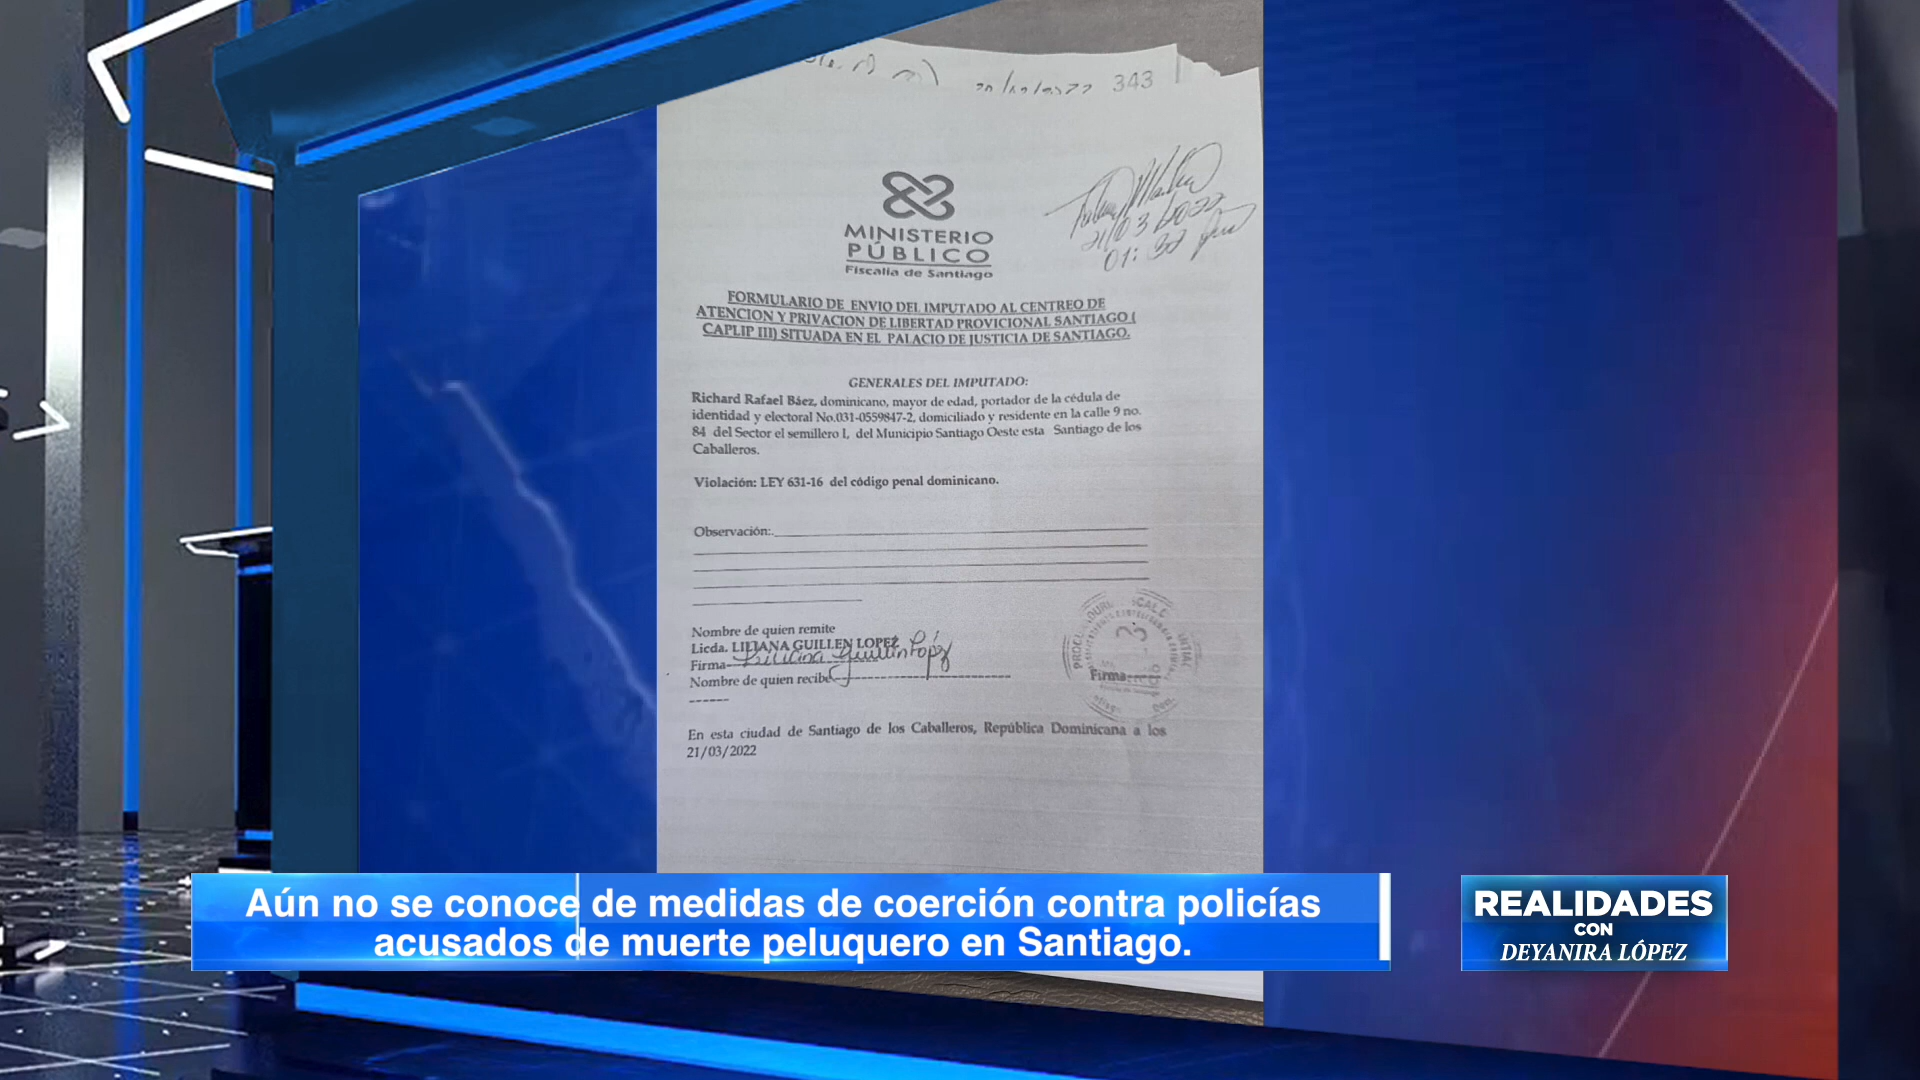 343
21/03/2022
01:32
MINISTERIO
PÚBLICO
Fiscalía de Santiago
FORMULARIO DE ENVIO DEL IMPUTADO AL CENTREO DE
ATENCION Y PRIVACION DE LIBERTAD PROVICIONAL SANTIAGO (
CAPLIP III) SITUADA EN EL PALACIO DE JUSTICIA DE SANTIAGO.
GENERALES DEL IMPUTADO:
Richard Rafael Báez, dominicano, mayor de edad, portador de la cédula de
identidad y electoral No.031-0559847-2, domiciliado y residente en la calle 9 no.
84 del Sector el semillero I, del Municipio Santiago Oeste esta Santiago de los
Caballeros.
Violación: LEY 631-16 del código penal dominicano.
Observación:
Nombre de quien remite
Licda. LILIANA GUILLEN LOPEZ
Firma Liliana Guillén López
Nombre de quien recibe
Firma
En esta ciudad de Santiago de los Caballeros, República Dominicana a los
21/03/2022
Aún no se conoce de medidas de coerción contra policías
acusados de muerte peluquero en Santiago.
REALIDADES
CON
DEYANIRA LÓPEZ